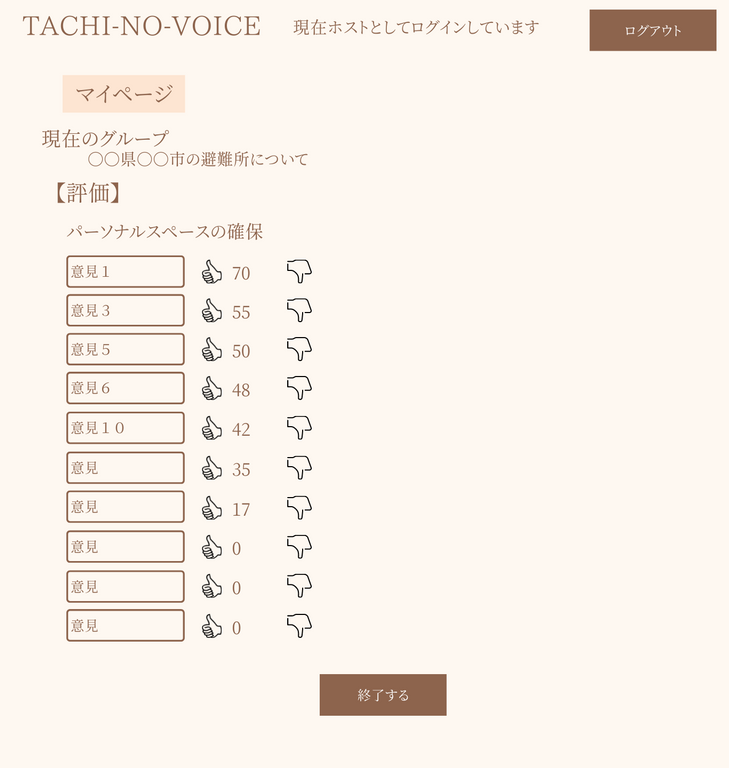 TACHI-NO-VOICE
現在ホストとしてログインしています
ログアウト
マイページ
現在のグループ
〇〇県〇〇市の避難所について
【評価】
パーソナルスペースの確保
意見１ 70
意見３ 55
意見５ 50
意見６ 48
意見１０ 42
意見 35
意見 17
意見 0
意見 0
意見 0
終了する